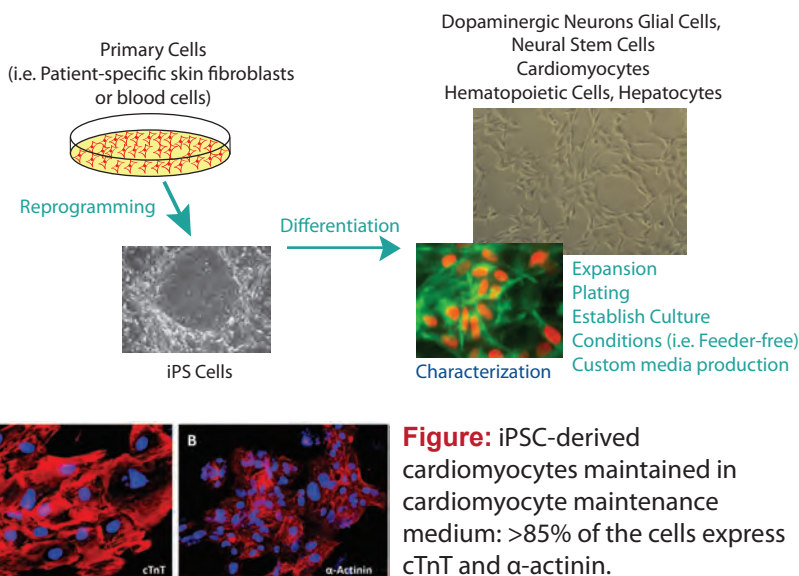 Primary Cells
(i.e. Patient-specific skin fibroblasts
or blood cells)
Reprogramming
iPS Cells
Differentiation
Dopaminergic Neurons Glial Cells,
Neural Stem Cells
Cardiomyocytes
Hematopoietic Cells, Hepatocytes
Characterization
Expansion
Plating
Establish Culture
Conditions (i.e. Feeder-free)
Custom media production
cTnT
B
α-Actinin
Figure: iPSC-derived
cardiomyocytes maintained in
cardiomyocyte maintenance
medium: >85% of the cells express
cTnT and α-actinin.